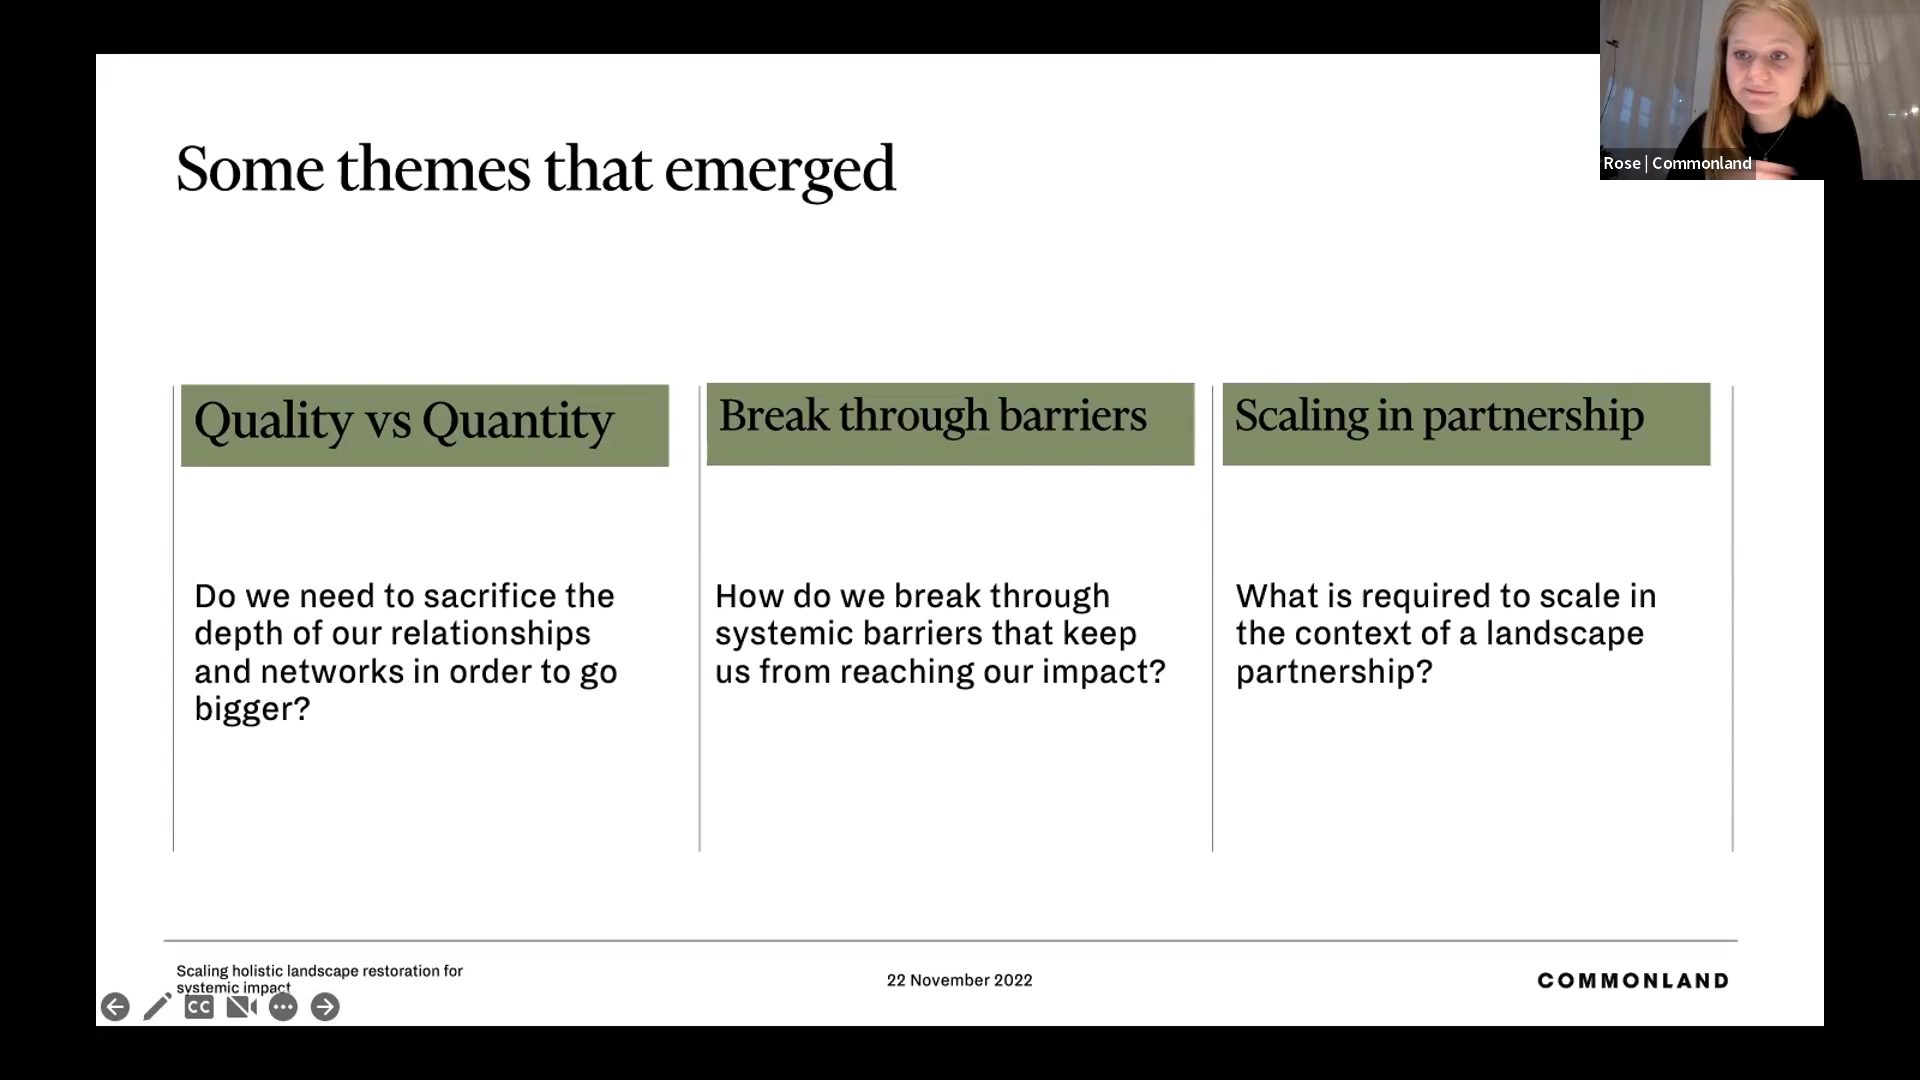 Rose | Commonland
Some themes that emerged
Quality vs Quantity
Do we need to sacrifice the
depth of our relationships
and networks in order to go
bigger?
Break through barriers
How do we break through
systemic barriers that keep
us from reaching our impact?
Scaling in partnership
What is required to scale in
the context of a landscape
partnership?
Scaling holistic landscape restoration for
systemic impact
CC
22 November 2022
COMMONLAND